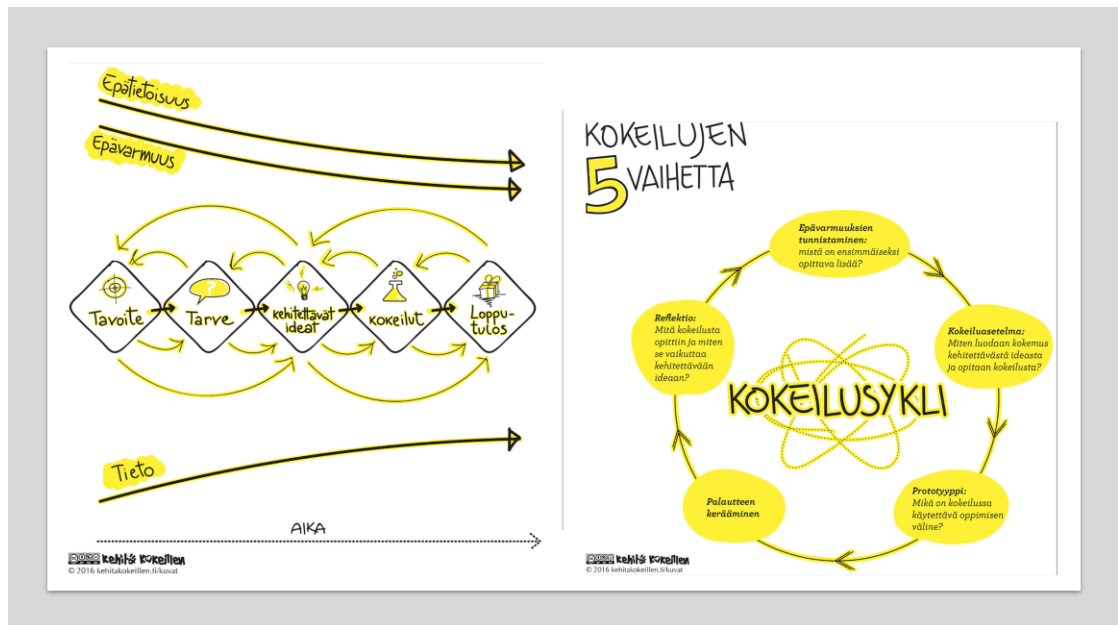 Epätietoisuus
Epävarmuus
Tavoite
?
Tarve
kehitettävät
ideat
KOKEILUT
Loppu-
tulos
Tieto
AIKA
kehitä kokeillen
© 2016 kehitakokeillen.fi/kuvat
KOKEILUJEN
5 VAIHETTA
Epävarmuuksien
tunnistaminen:
mistä on ensimmäiseksi
opittava lisää?
Kokeiluasetelma:
Miten luodaan kokemus
kehitettävästä ideasta
ja opitaan kokeilusta?
Prototyyppi:
Mikä on kokeilussa
käytettävä oppimisen
väline?
Palautteen
kerääminen
Reflektio:
Mitä kokeilusta
opittiin ja miten
se vaikuttaa
kehitettävään
ideaan?
KOKEILUSYKLI
kehitä kokeillen
© 2016 kehitakokeillen.fi/kuvat